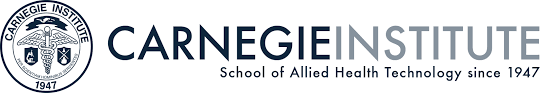 CARNEGIE INSTITUTE
1947
CARNEGIEINSTITUTE
School of Allied Health Technology since 1947